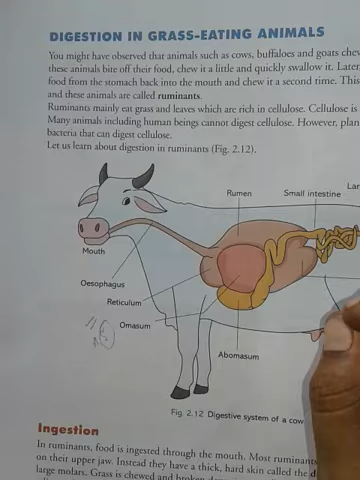 DIGESTION IN GRASS-EATING ANIMALS
You might have observed that animals such as cows, buffaloes and goats chew
these animals bite off their food, chew it a little and quickly swallow it. Later
food from the stomach back into the mouth and chew it a second time. This
and these animals are called ruminants.
Ruminants mainly eat grass and leaves which are rich in cellulose. Cellulose is
Many animals including human beings cannot digest cellulose. However, plan
bacteria that can digest cellulose.
Let us learn about digestion in ruminants (Fig. 2.12).
Lar
Rumen
Small intestine
Mouth
Oesophagus
Reticulum
Omasum
Abomasum
Fig. 2.12 Digestive system of a cow
Ingestion
In ruminants, food is ingested through the mouth. Most ruminants
on their upper jaw. Instead they have a thick, hard skin called the d
large molars. Grass is chewed and broken